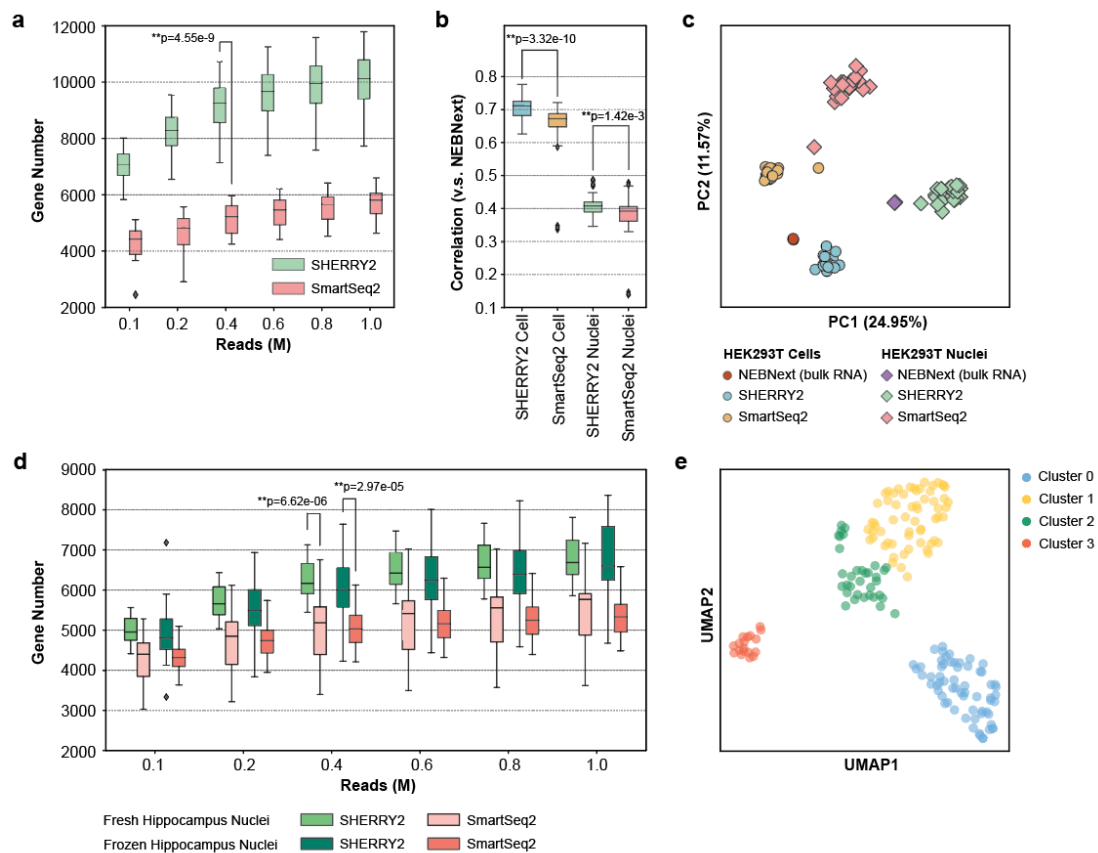 a
**p=4.55e-9
12000
10000
8000
6000
4000
2000
Gene Number
SHERRY2
SmartSeq2
0.1 0.2 0.4 0.6 0.8 1.0
Reads (M)
b
**p=3.32e-10
**p=1.42e-3
0.8
0.7
0.6
0.5
0.4
0.3
0.2
0.1
Correlation (v.s. NEBNext)
SHERRY2 Cell
SmartSeq2 Cell
SHERRY2 Nuclei
SmartSeq2 Nuclei
c
PC2 (11.57%)
PC1 (24.95%)
HEK293T Cells
NEBNext (bulk RNA)
SHERRY2
SmartSeq2
HEK293T Nuclei
NEBNext (bulk RNA)
SHERRY2
SmartSeq2
d
9000
8000
7000
6000
5000
4000
3000
2000
Gene Number
**p=6.62e-06
**p=2.97e-05
0.1 0.2 0.4 0.6 0.8 1.0
Reads (M)
Fresh Hippocampus Nuclei SHERRY2 SmartSeq2
Frozen Hippocampus Nuclei SHERRY2 SmartSeq2
e
UMAP2
UMAP1
Cluster 0
Cluster 1
Cluster 2
Cluster 3